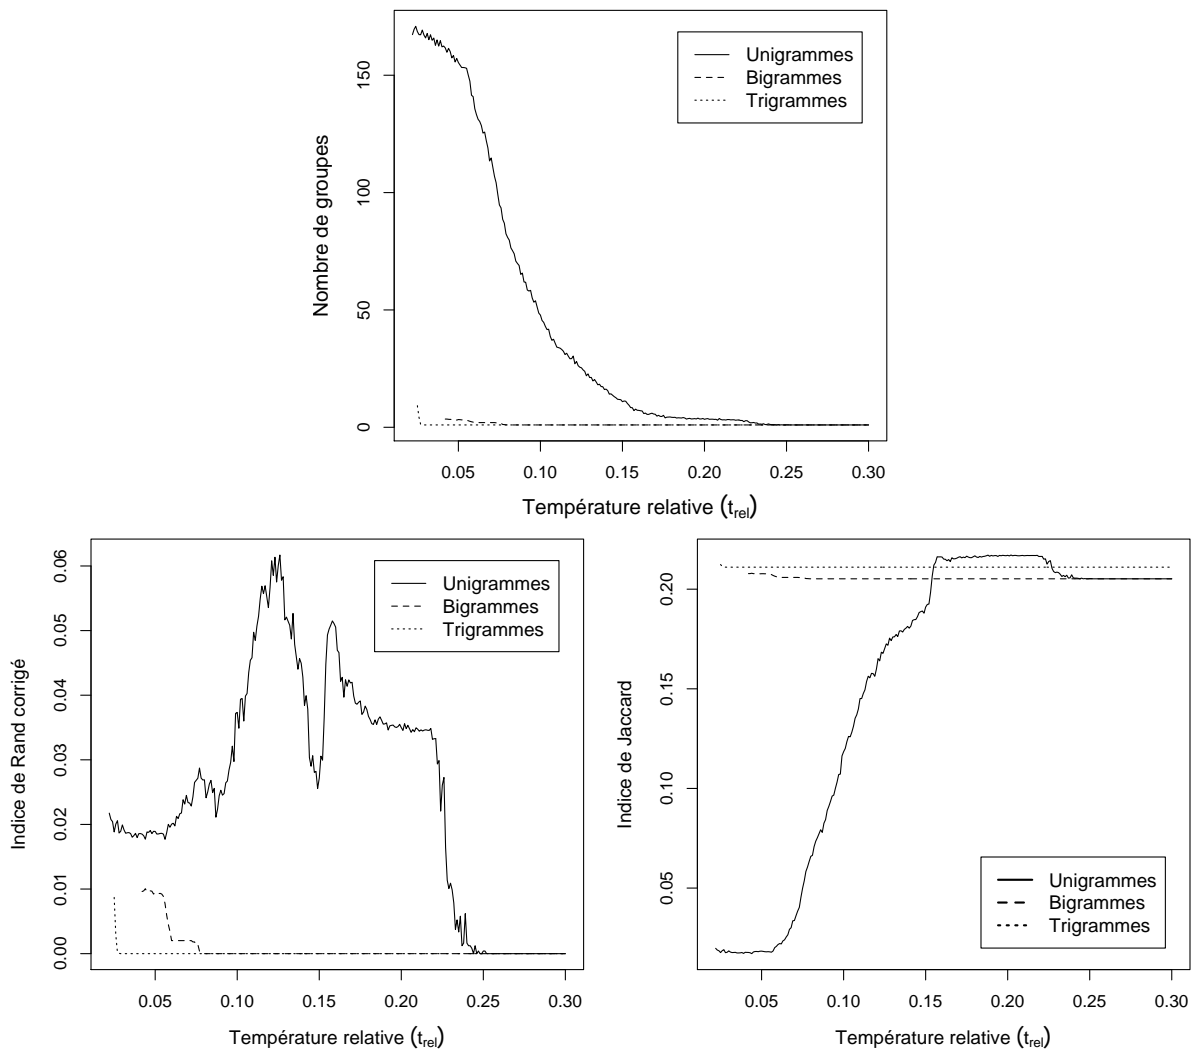 Unigrammes
Bigrammes
Trigrammes
Nombre de groupes
0
50
100
150
0.05 0.10 0.15 0.20 0.25 0.30
Température relative (trel)
Unigrammes
Bigrammes
Trigrammes
Indice de Rand corrigé
0.00 0.01 0.02 0.03 0.04 0.05 0.06
0.05 0.10 0.15 0.20 0.25 0.30
Température relative (trel)
Unigrammes
Bigrammes
Trigrammes
Indice de Jaccard
0.05 0.10 0.15 0.20
0.05 0.10 0.15 0.20 0.25 0.30
Température relative (trel)